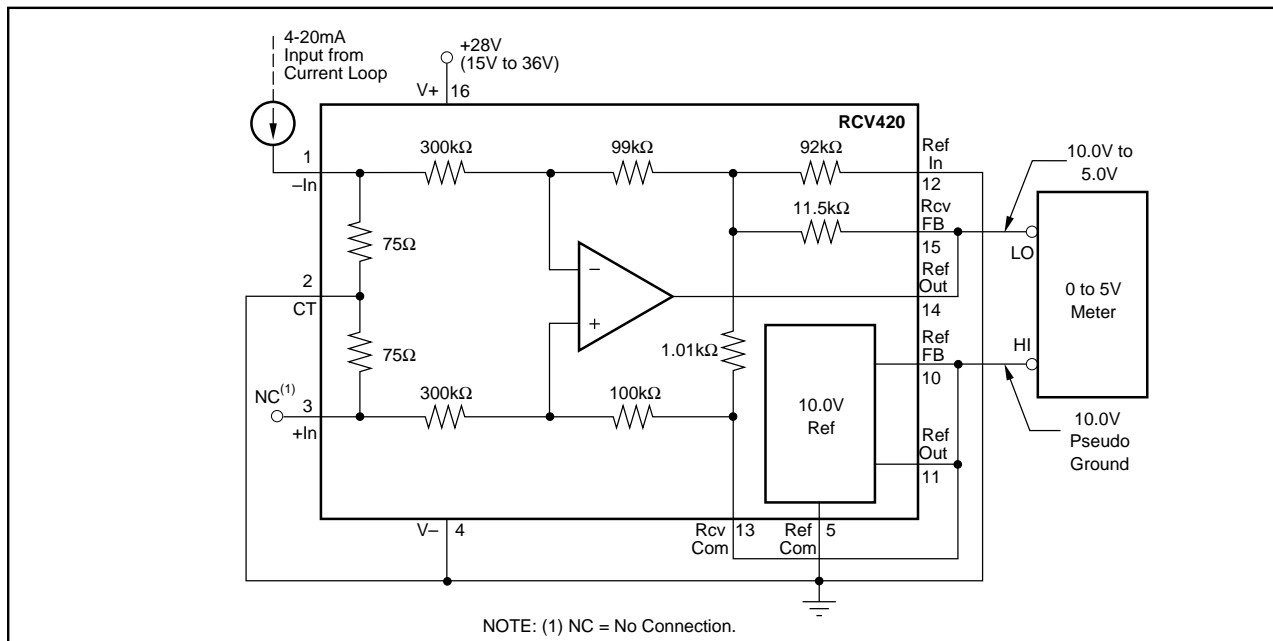 4-20mA
Input from
Current Loop
+28V
(15V to 36V)
V+
16
RCV420
300kΩ
99kΩ
92kΩ
Ref
In
12
1
–In
11.5kΩ
Rcv
FB
15
10.0V to
5.0V
LO
75Ω
2
CT
–
+
Ref
Out
14
0 to 5V
Meter
75Ω
1.01kΩ
Ref
FB
10
HI
NC(1)
3
+In
300kΩ
100kΩ
10.0V
Ref
Ref
Out
11
10.0V
Pseudo
Ground
V–
4
Rcv
Com
13
Ref
Com
5
NOTE: (1) NC = No Connection.